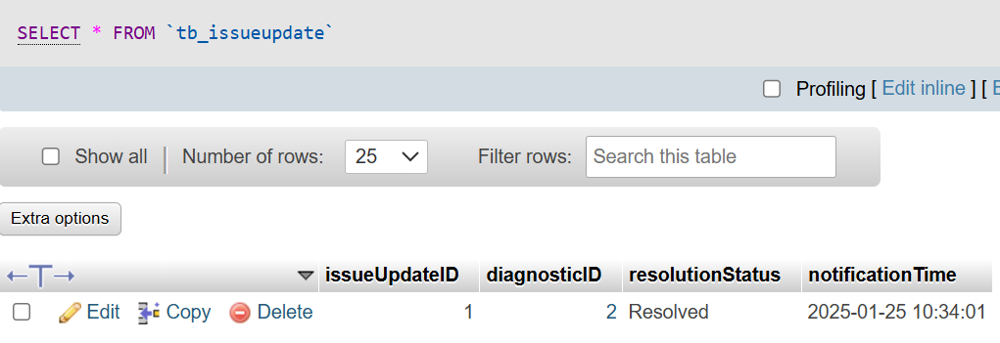 SELECT * FROM `tb_issueupdate`
Profiling [ Edit inline ] [ E
Show all Number of rows: 25 Filter rows: Search this table
Extra options
issueUpdateID diagnosticID resolutionStatus notificationTime
Edit Copy Delete 1 2 Resolved 2025-01-25 10:34:01